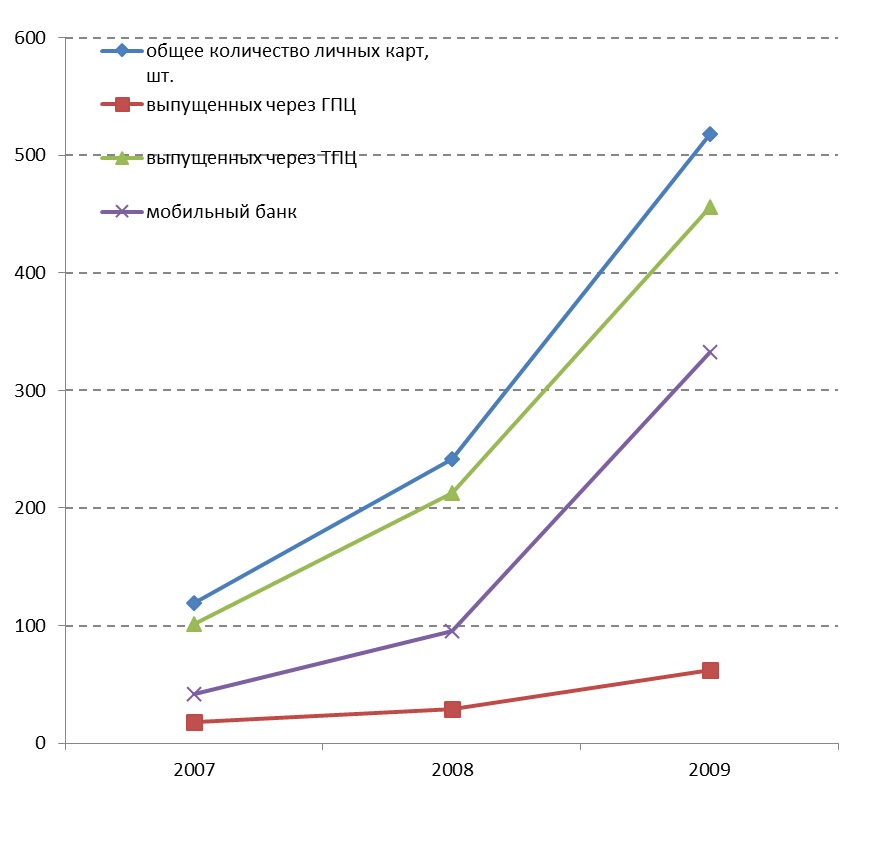 600
общее количество личных карт,
шт.
выпущенных через ГПЦ
500
выпущенных через ТПЦ
мобильный банк
400
300
200
100
0
2007 2008 2009